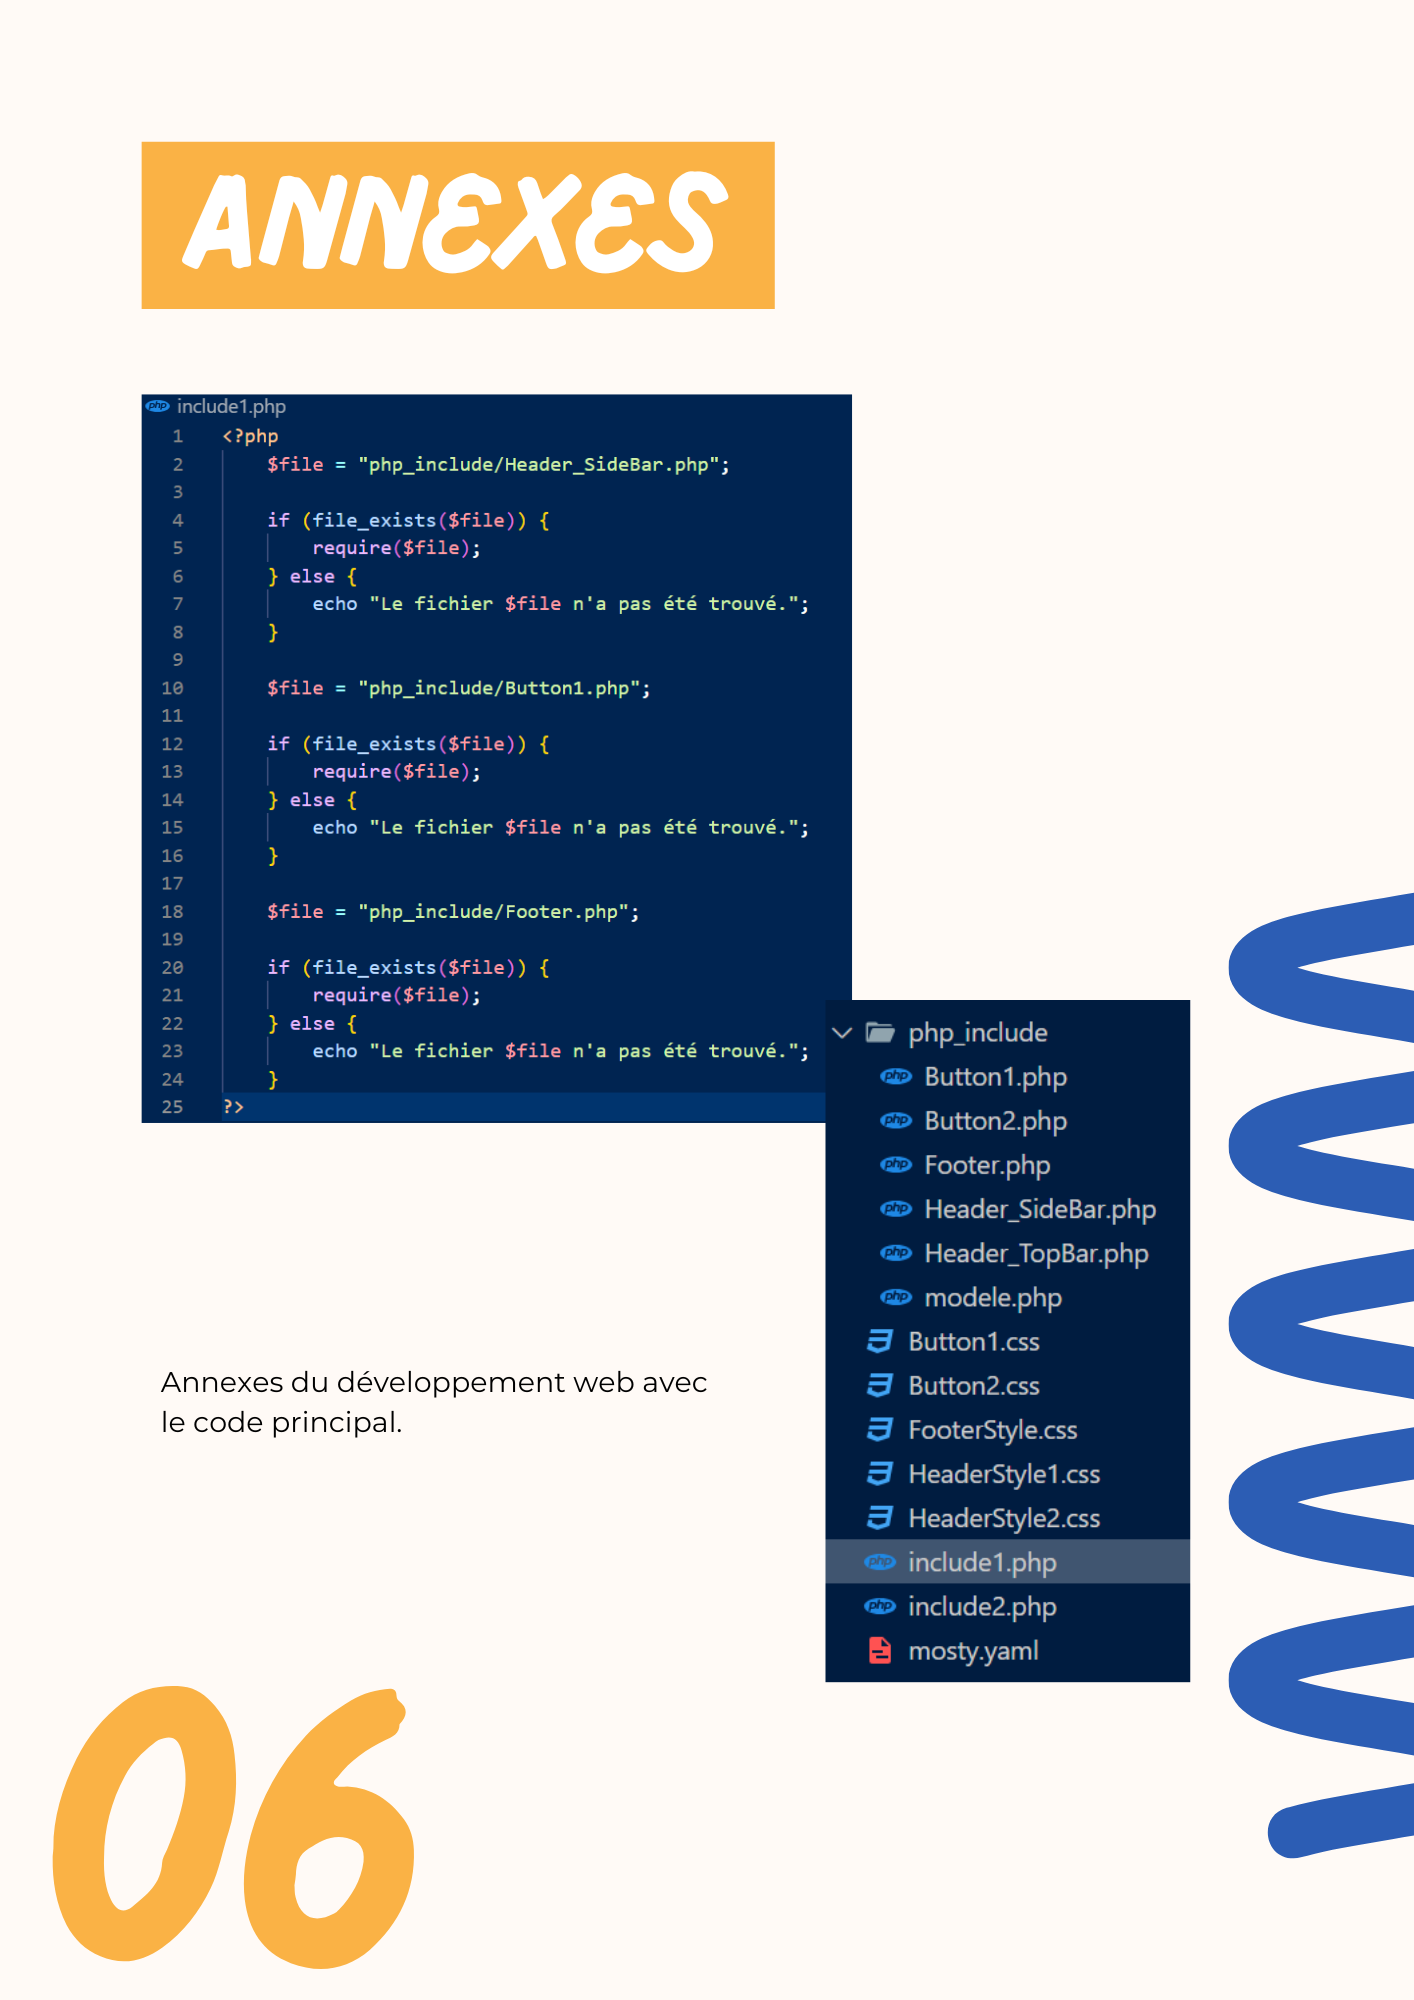 ANNEXES
include1.php
1 <?php
2 $file = "php_include/Header_SideBar.php";
3
4 if (file_exists($file)) {
5 require($file);
6 } else {
7 echo "Le fichier $file n'a pas été trouvé.";
8 }
9
10 $file = "php_include/Button1.php";
11
12 if (file_exists($file)) {
13 require($file);
14 } else {
15 echo "Le fichier $file n'a pas été trouvé.";
16 }
17
18 $file = "php_include/Footer.php";
19
20 if (file_exists($file)) {
21 require($file);
22 } else {
23 echo "Le fichier $file n'a pas été trouvé.";
24 }
25 ?>
php_include
Button1.php
Button2.php
Footer.php
Header_SideBar.php
Header_TopBar.php
modele.php
Button1.css
Button2.css
FooterStyle.css
HeaderStyle1.css
HeaderStyle2.css
include1.php
include2.php
mosty.yaml
Annexes du développement web avec
le code principal.
06